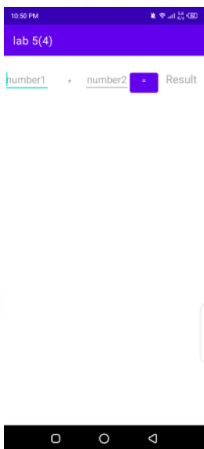 10:50 PM
lab 5(4)
number1 number2 = Result